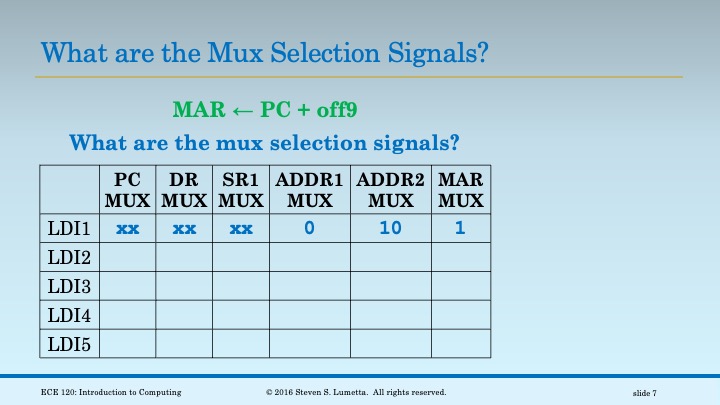 What are the Mux Selection Signals?
MAR ← PC + off9
What are the mux selection signals?
PC MUX DR MUX SR1 MUX ADDR1 MUX ADDR2 MUX MAR MUX
LDI1 xx xx xx 0 10 1
LDI2
LDI3
LDI4
LDI5
ECE 120: Introduction to Computing © 2016 Steven S. Lumetta. All rights reserved. slide 7